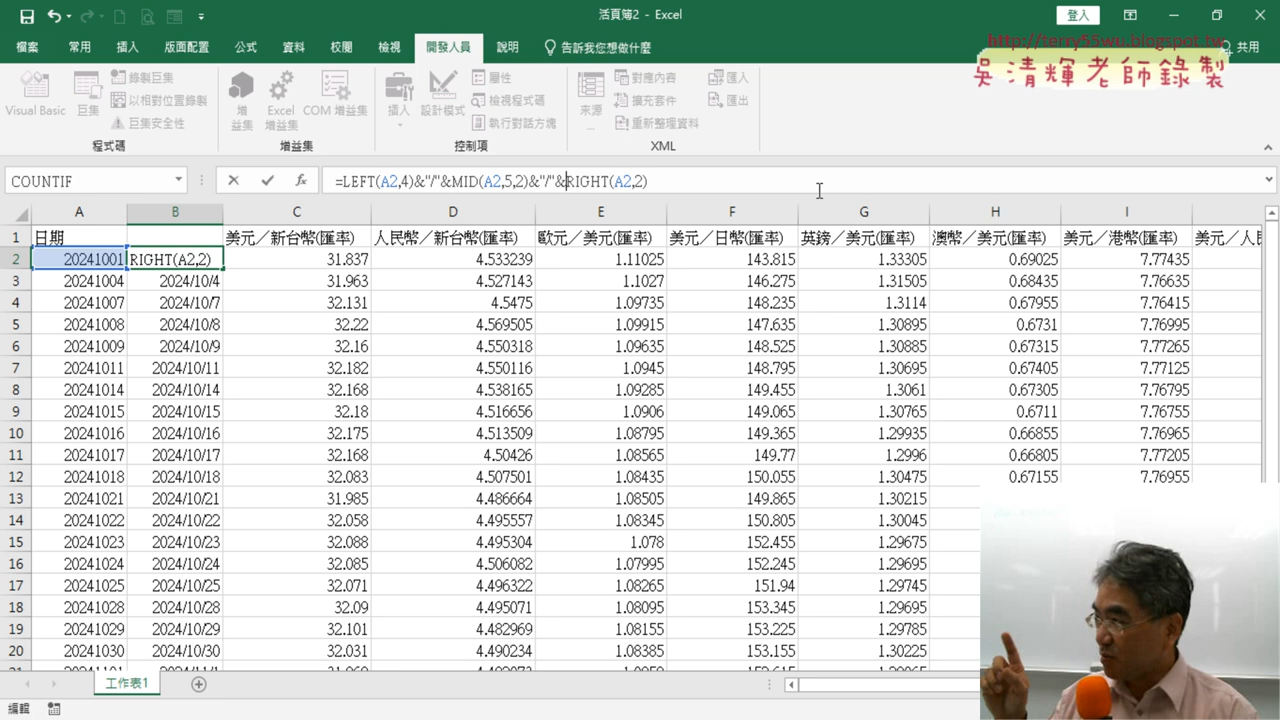 活頁簿2 - Excel
登入
檔案 常用 插入 版面配置 公式 資料 校閱 檢視 開發人員 說明 告訴我您想做什麼 共用
http://terry55wu.blogspot.tw
吳清輝老師錄製
Visual Basic 巨集 錄製巨集 以相對位置錄製 巨集安全性
增益集 Excel 增益集 COM 增益集
插入 設計模式 屬性 檢視程式碼 執行對話方塊
來源 ... 對應內容 擴充套件 重新整理資料 匯入 匯出
程式碼 增益集 控制項 XML
COUNTIF =LEFT(A2,4)&"/"&MID(A2,5,2)&"/"&RIGHT(A2,2)
A B C D E F G H I
1 日期 美元／新台幣(匯率) 人民幣／新台幣(匯率) 歐元／美元(匯率) 美元／日幣(匯率) 英鎊／美元(匯率) 澳幣／美元(匯率) 美元／港幣(匯率) 美元／人
2 20241001 RIGHT(A2,2) 31.837 4.533239 1.11025 143.815 1.33305 0.69025 7.77435
3 20241004 2024/10/4 31.963 4.527143 1.1027 146.275 1.31505 0.68435 7.76635
4 20241007 2024/10/7 32.131 4.5475 1.09735 148.235 1.3114 0.67955 7.76415
5 20241008 2024/10/8 32.22 4.569505 1.09915 147.635 1.30895 0.6731 7.76995
6 20241009 2024/10/9 32.16 4.550318 1.09635 148.525 1.30885 0.67315 7.77265
7 20241011 2024/10/11 32.182 4.550116 1.0945 148.795 1.30695 0.67405 7.77125
8 20241014 2024/10/14 32.168 4.538165 1.09285 149.455 1.3061 0.67305 7.76795
9 20241015 2024/10/15 32.18 4.516656 1.0906 149.065 1.30765 0.6711 7.76755
10 20241016 2024/10/16 32.175 4.513509 1.08795 149.365 1.29935 0.66855 7.76965
11 20241017 2024/10/17 32.168 4.50426 1.08565 149.77 1.2996 0.66805 7.77205
12 20241018 2024/10/18 32.083 4.507501 1.08435 150.055 1.30475 0.67155 7.76955
13 20241021 2024/10/21 31.985 4.486664 1.08505 149.865 1.30215
14 20241022 2024/10/22 32.058 4.495557 1.08345 150.805 1.30045
15 20241023 2024/10/23 32.088 4.495304 1.078 152.455 1.29675
16 20241024 2024/10/24 32.085 4.506082 1.07995 152.245 1.29695
17 20241025 2024/10/25 32.071 4.496322 1.08265 151.94 1.29745
18 20241028 2024/10/28 32.09 4.495071 1.08095 153.345 1.29695
19 20241029 2024/10/29 32.101 4.482969 1.08155 153.225 1.29785
20 20241030 2024/10/30 32.031 4.490234 1.08385 153.155 1.30225
工作表1
編輯